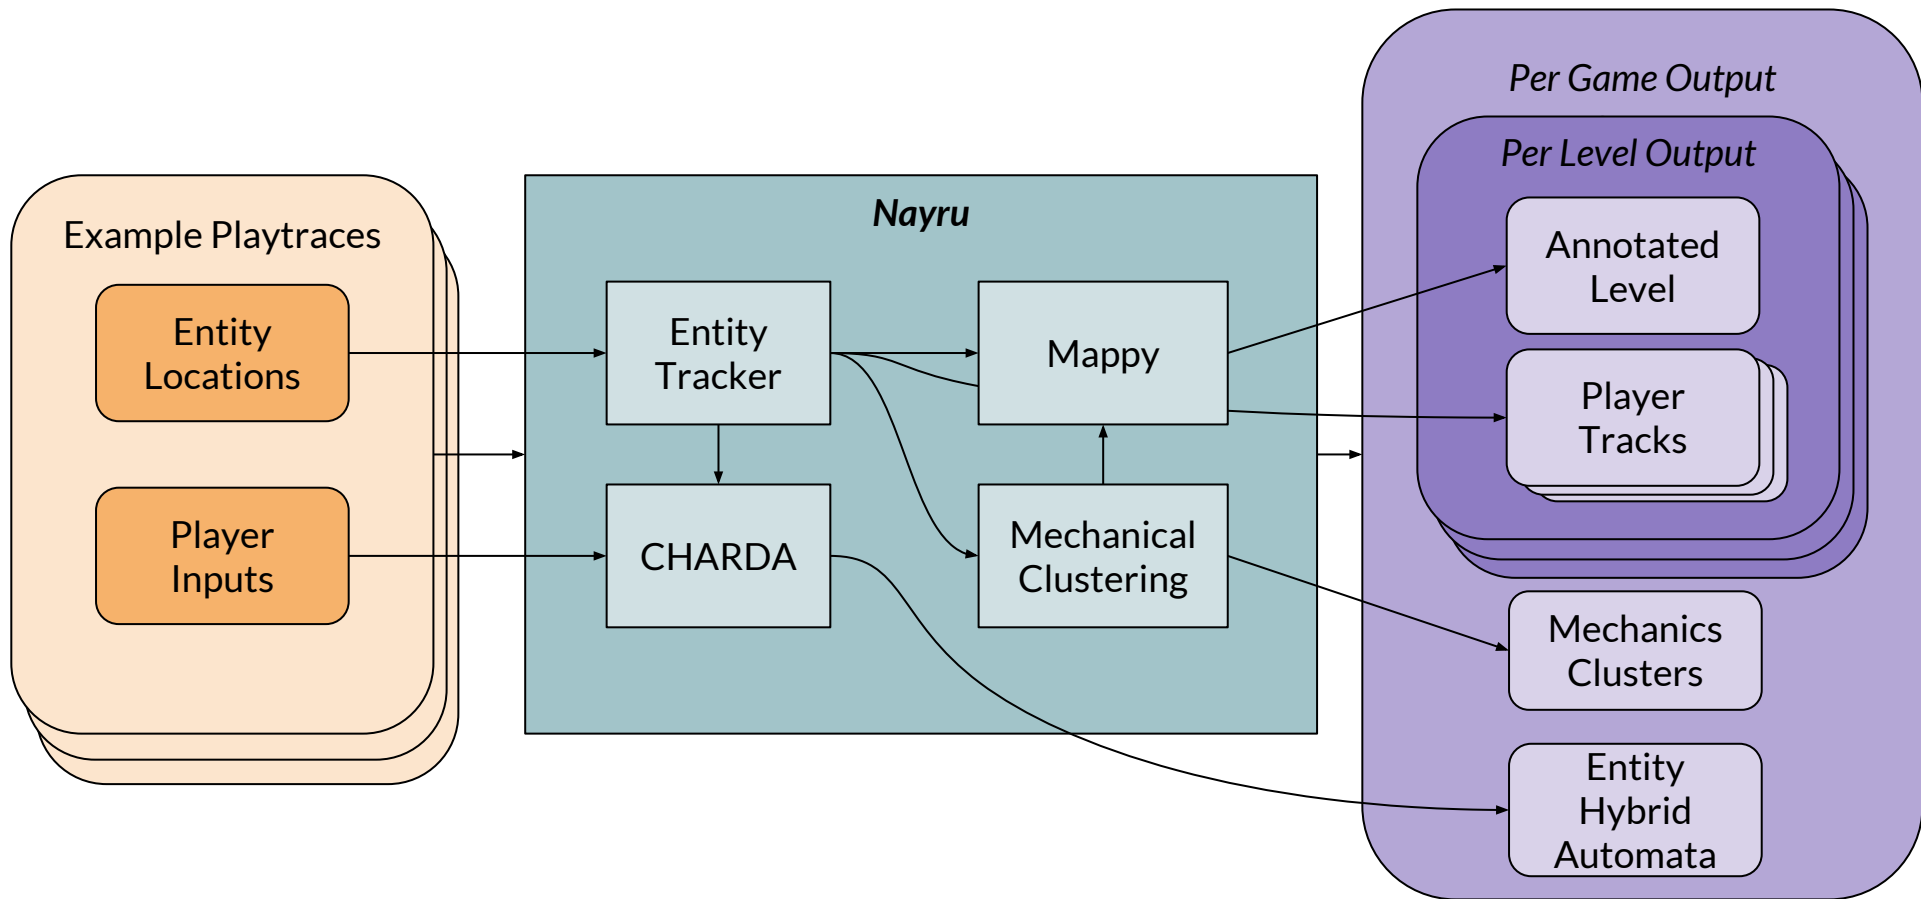 Example Playtraces
Entity
Locations
Player
Inputs
Nayru
Entity
Tracker
Mappy
CHARDA
Mechanical
Clustering
Per Game Output
Per Level Output
Annotated
Level
Player
Tracks
Mechanics
Clusters
Entity
Hybrid
Automata